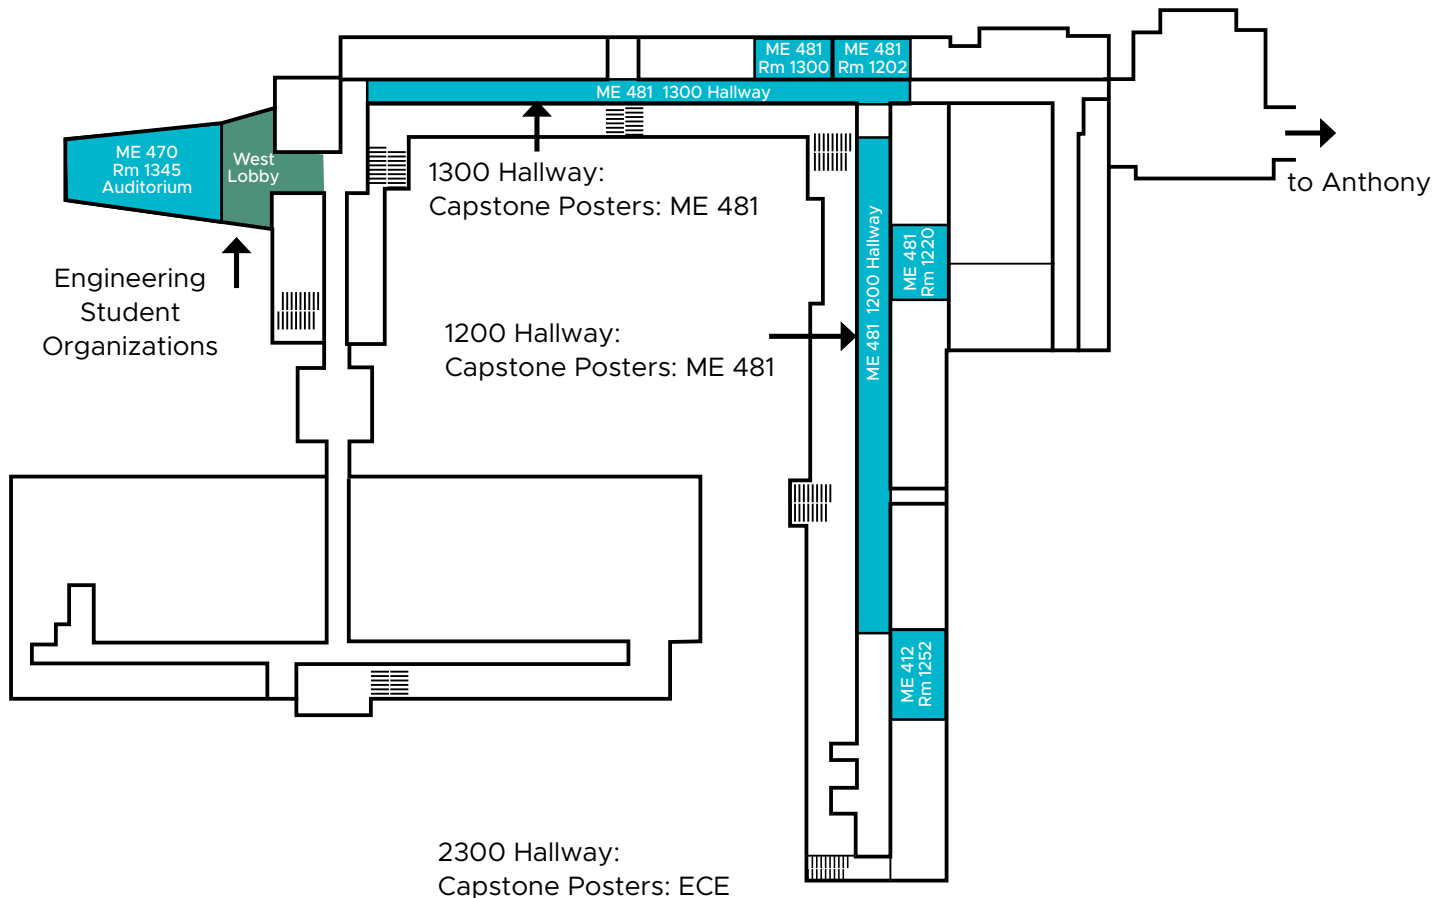 ME 481
Rm 1300
ME 481
Rm 1202
ME 481  1300 Hallway
ME 470
Rm 1345
Auditorium
West
Lobby
1300 Hallway:
Capstone Posters: ME 481
to Anthony
ME 481
Rm 1220
ME 481  1200 Hallway
Engineering
Student
Organizations
1200 Hallway:
Capstone Posters: ME 481
ME 412
Rm 1252
2300 Hallway:
Capstone Posters: ECE